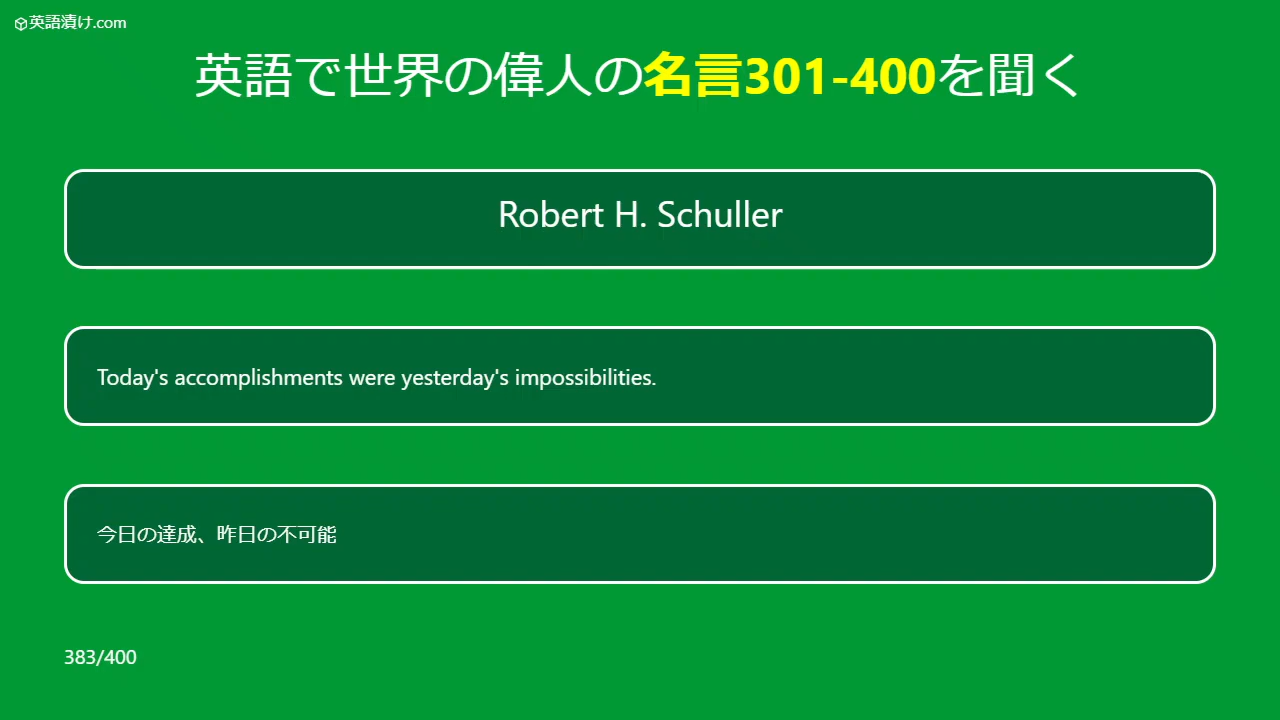 英語漬け.com
英語で世界の偉人の名言301-400を聞く
Robert H. Schuller
Today's accomplishments were yesterday's impossibilities.
今日の達成、昨日の不可能
383/400